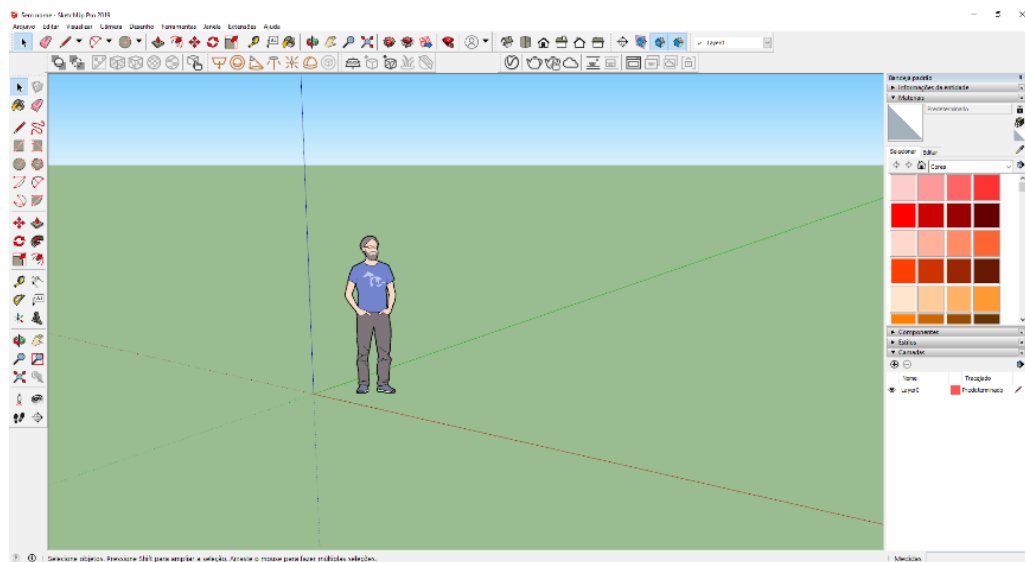 Sem nome - SketchUp Pro 2019
Arquivo Editar Visualizar Câmera Desenho Ferramentas Janela Extensões Ajuda
Layer0
Bandeja padrão
Informações da entidade
Materiais
Predeterminado
Selecionar Editar
Cores
Componentes
Estilos
Camadas
Nome Tracejado
Layer0 Predeterminado
Selecione objetos. Pressione Shift para ampliar a seleção. Arraste o mouse para fazer múltiplas seleções.
Medidas